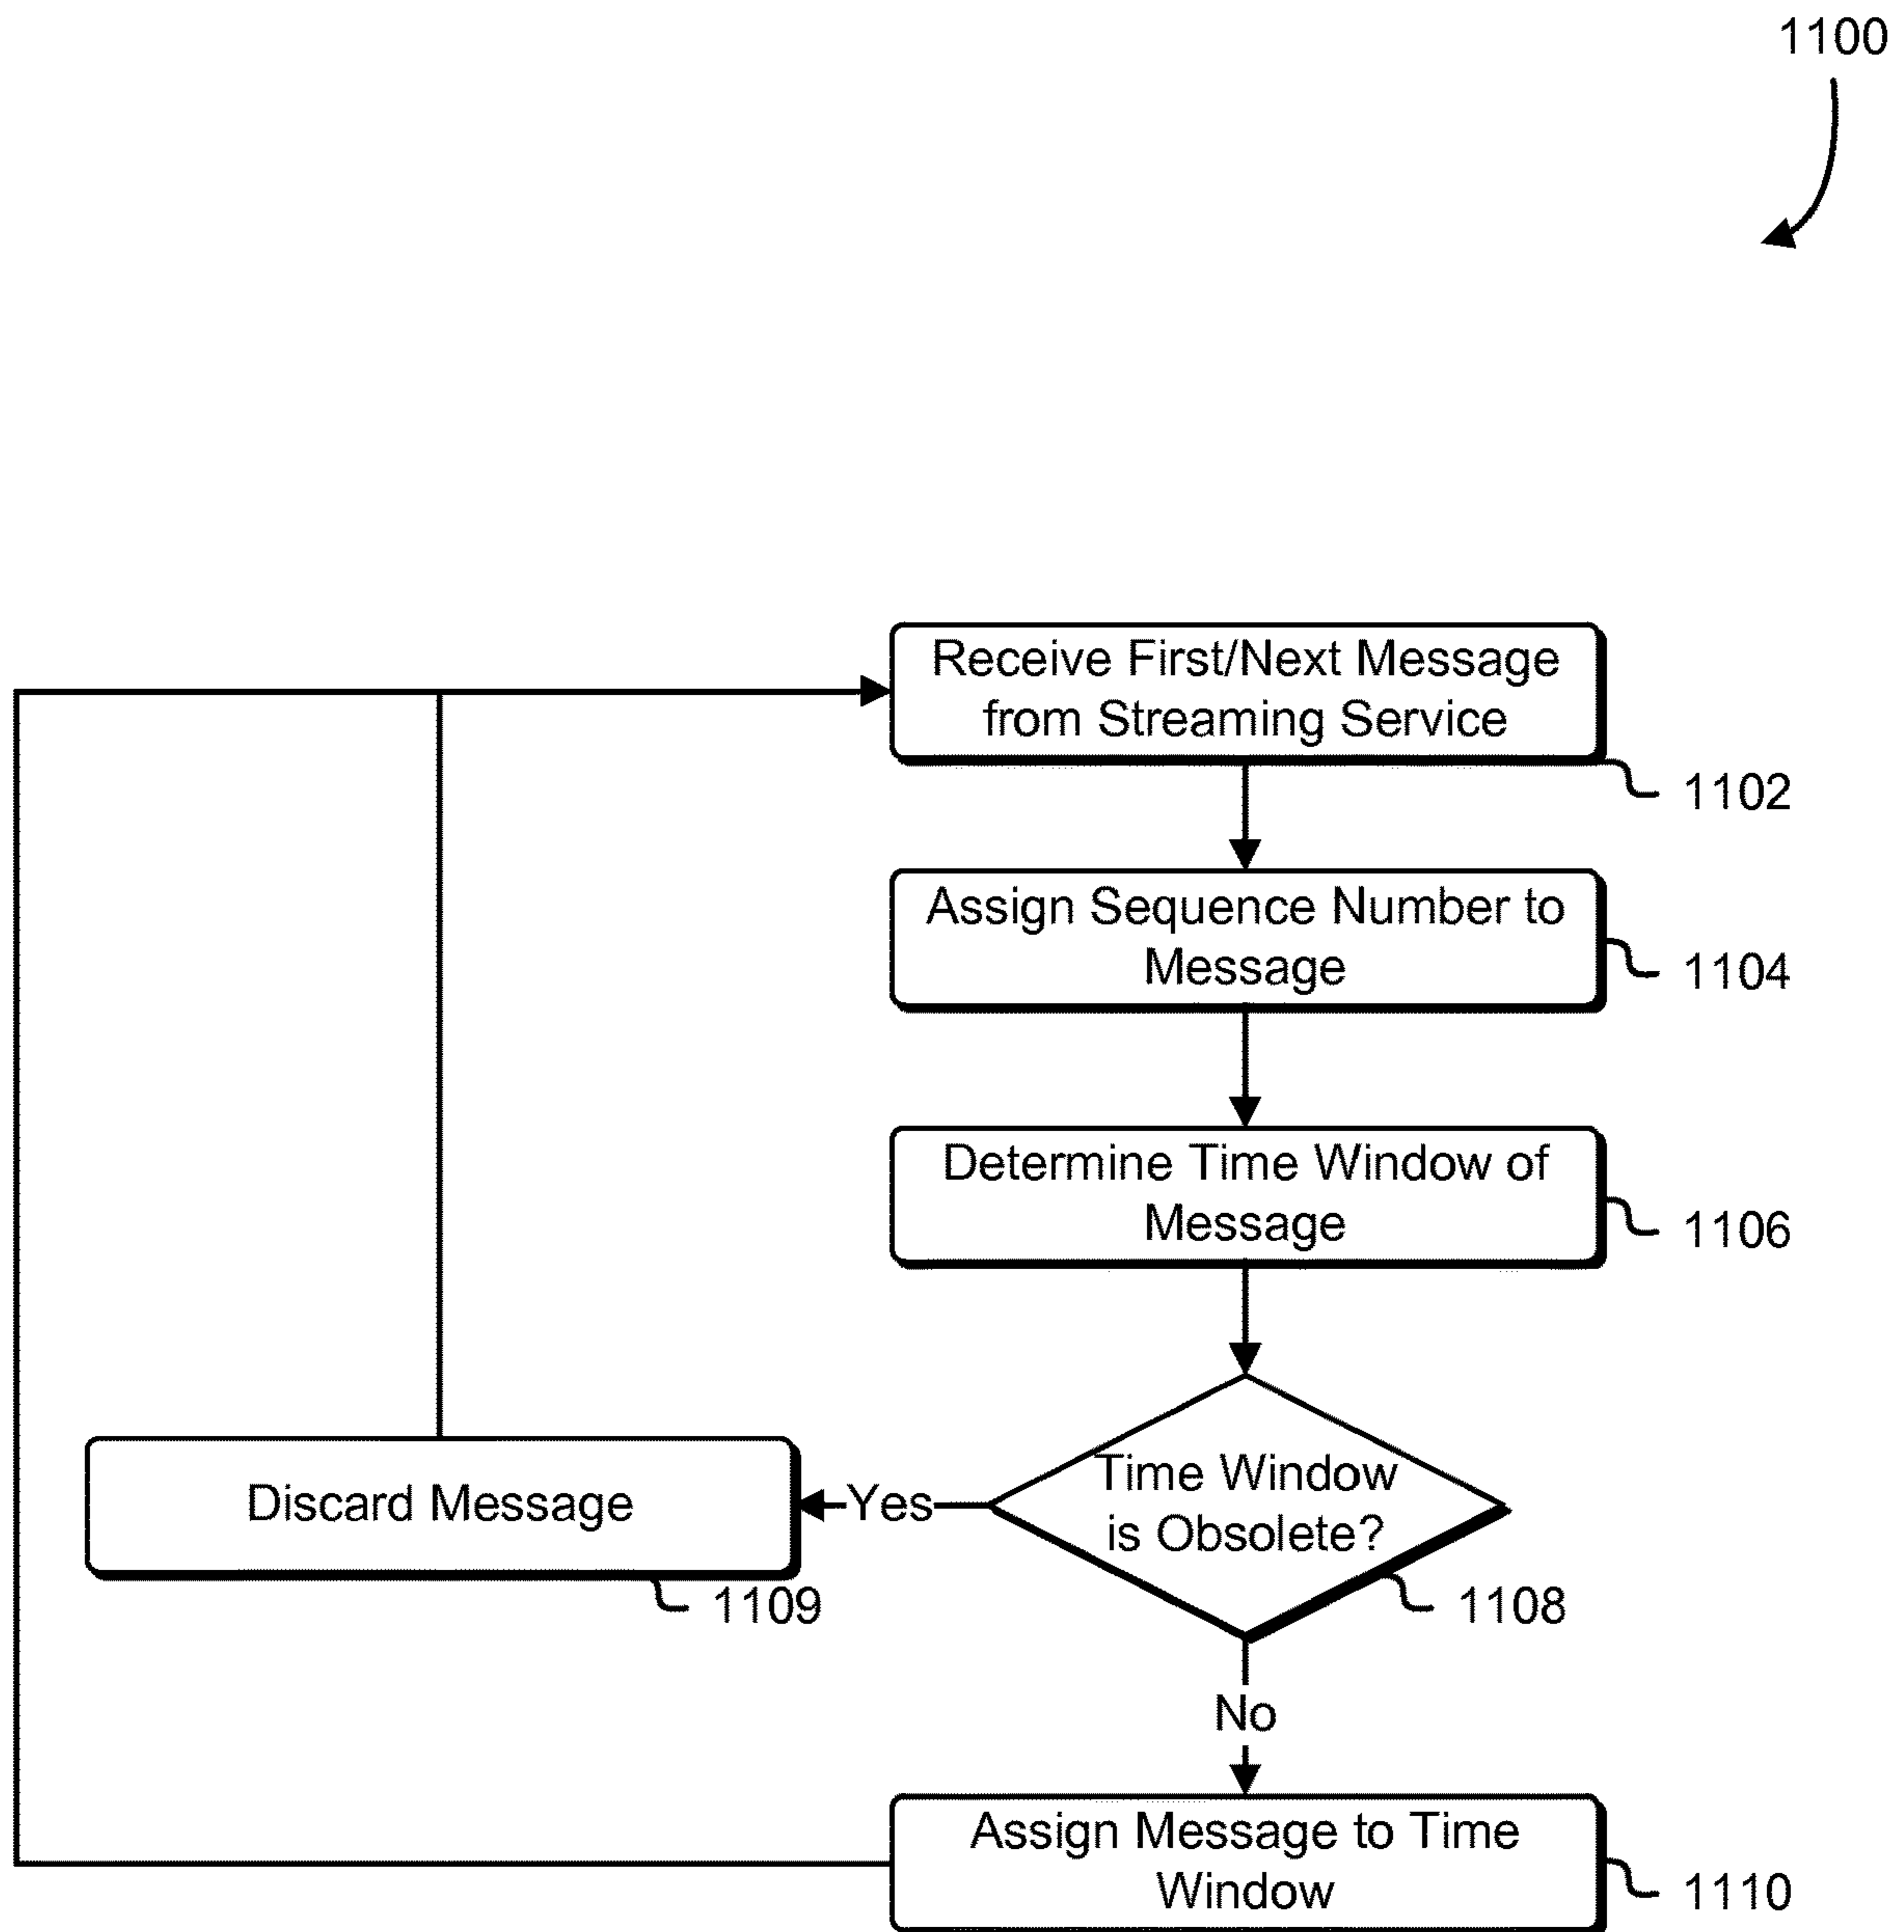 1100
Receive First/Next Message
from Streaming Service
1102
Assign Sequence Number to
Message
1104
Determine Time Window of
Message
1106
Time Window
is Obsolete?
1108
Yes
Discard Message
1109
No
Assign Message to Time
Window
1110